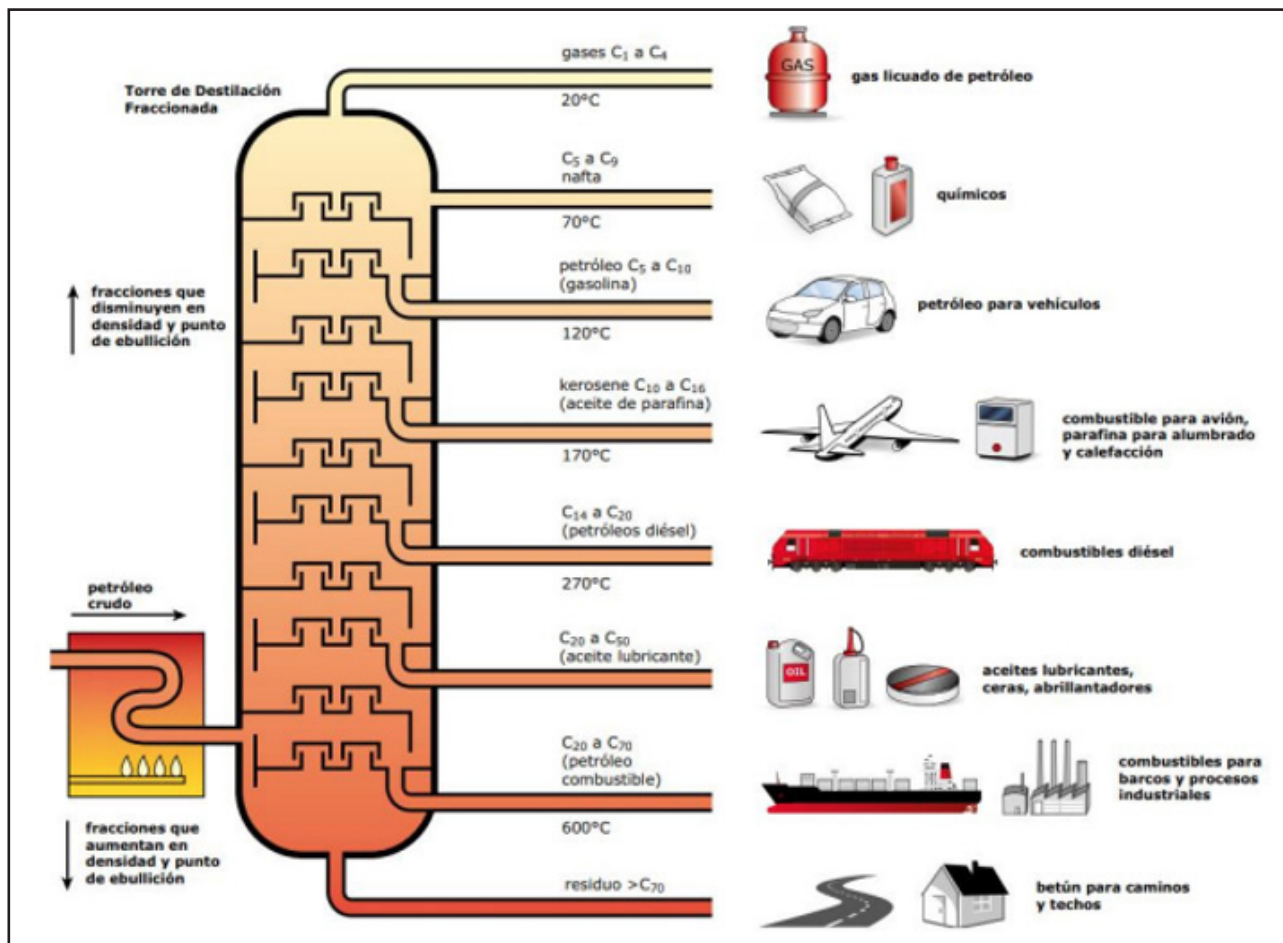 gases C₁ a C₄
Torre de Destilación
Fraccionada
20°C
GAS
gas licuado de petróleo
C₅ a C₉
nafta
70°C
químicos
fracciones que
disminuyen en
densidad y punto
de ebullición
petróleo C₅ a C₁₀
(gasolina)
120°C
petróleo para vehículos
kerosene C₁₀ a C₁₆
(aceite de parafina)
170°C
combustible para avión,
parafina para alumbrado
y calefacción
C₁₄ a C₂₀
(petróleos diésel)
270°C
combustibles diésel
petróleo
crudo
C₂₀ a C₅₀
(aceite lubricante)
OIL
aceites lubricantes,
ceras, abrillantadores
C₂₀ a C₇₀
(petróleo
combustible)
600°C
combustibles para
barcos y procesos
industriales
fracciones que
aumentan en
densidad y punto
de ebullición
residuo >C₇₀
betún para caminos
y techos